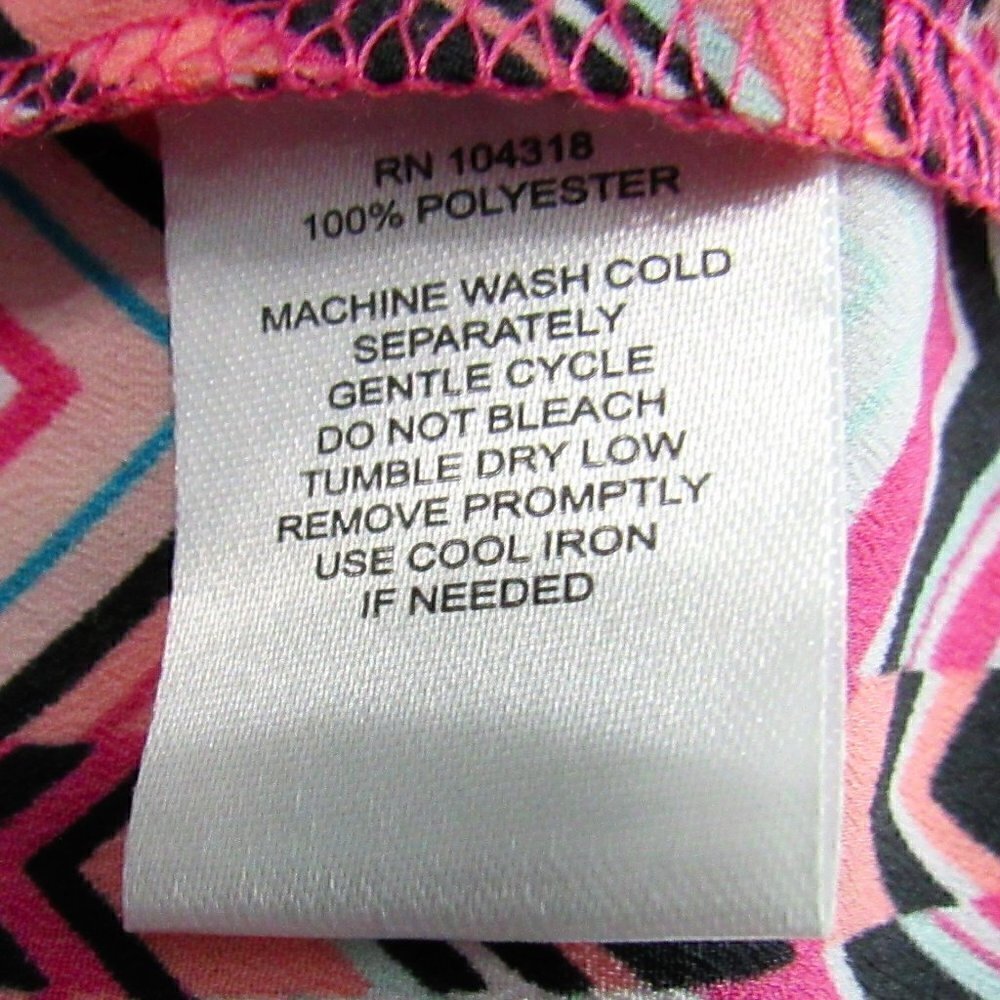 RN 104318
100% POLYESTER
MACHINE WASH COLD
SEPARATELY
GENTLE CYCLE
DO NOT BLEACH
TUMBLE DRY LOW
REMOVE PROMPTLY
USE COOL IRON
IF NEEDED